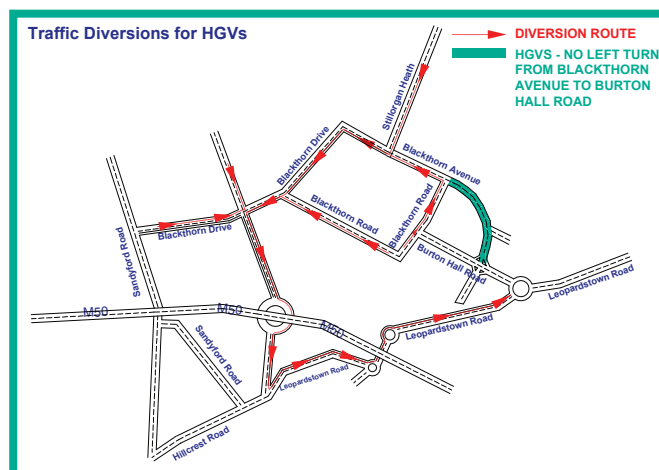 Traffic Diversions for HGVs
DIVERSION ROUTE
HGVS - NO LEFT TURN
FROM BLACKTHORN
AVENUE TO BURTON
HALL ROAD
Stillorgan Heath
Blackthorn Drive
Blackthorn Avenue
Blackthorn Road
Blackthorn Road
Blackthorn Drive
Sandyford Road
Burton Hall Road
Leopardstown Road
M50
M50
M50
Leopardstown Road
Sandyford Road
Leopardstown Road
Hillcrest Road